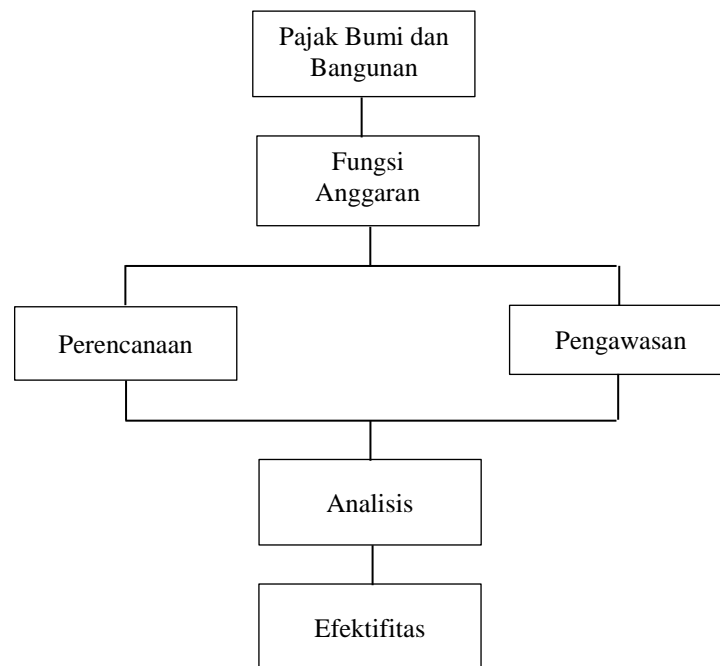 Pajak Bumi dan
Bangunan
Fungsi
Anggaran
Perencanaan
Pengawasan
Analisis
Efektifitas